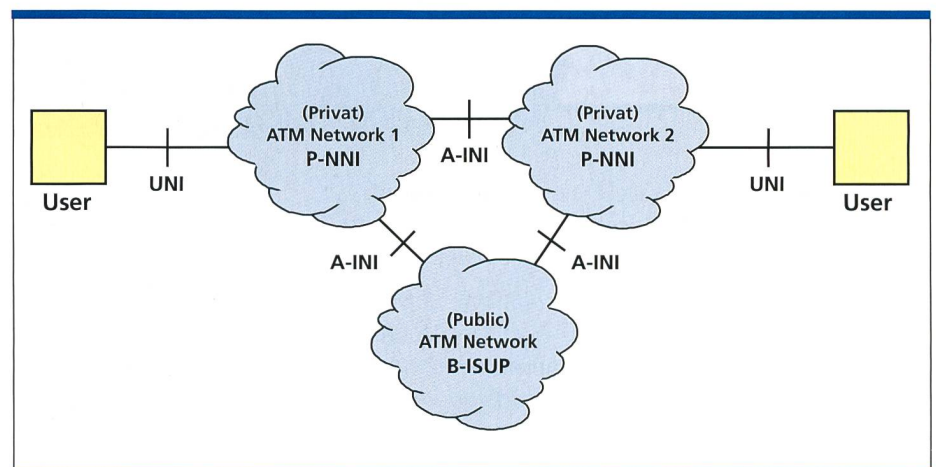 (Privat)
ATM Network 1
P-NNI
(Privat)
ATM Network 2
P-NNI
A-INI
UNI
UNI
User
User
A-INI
A-INI
(Public)
ATM Network
B-ISUP